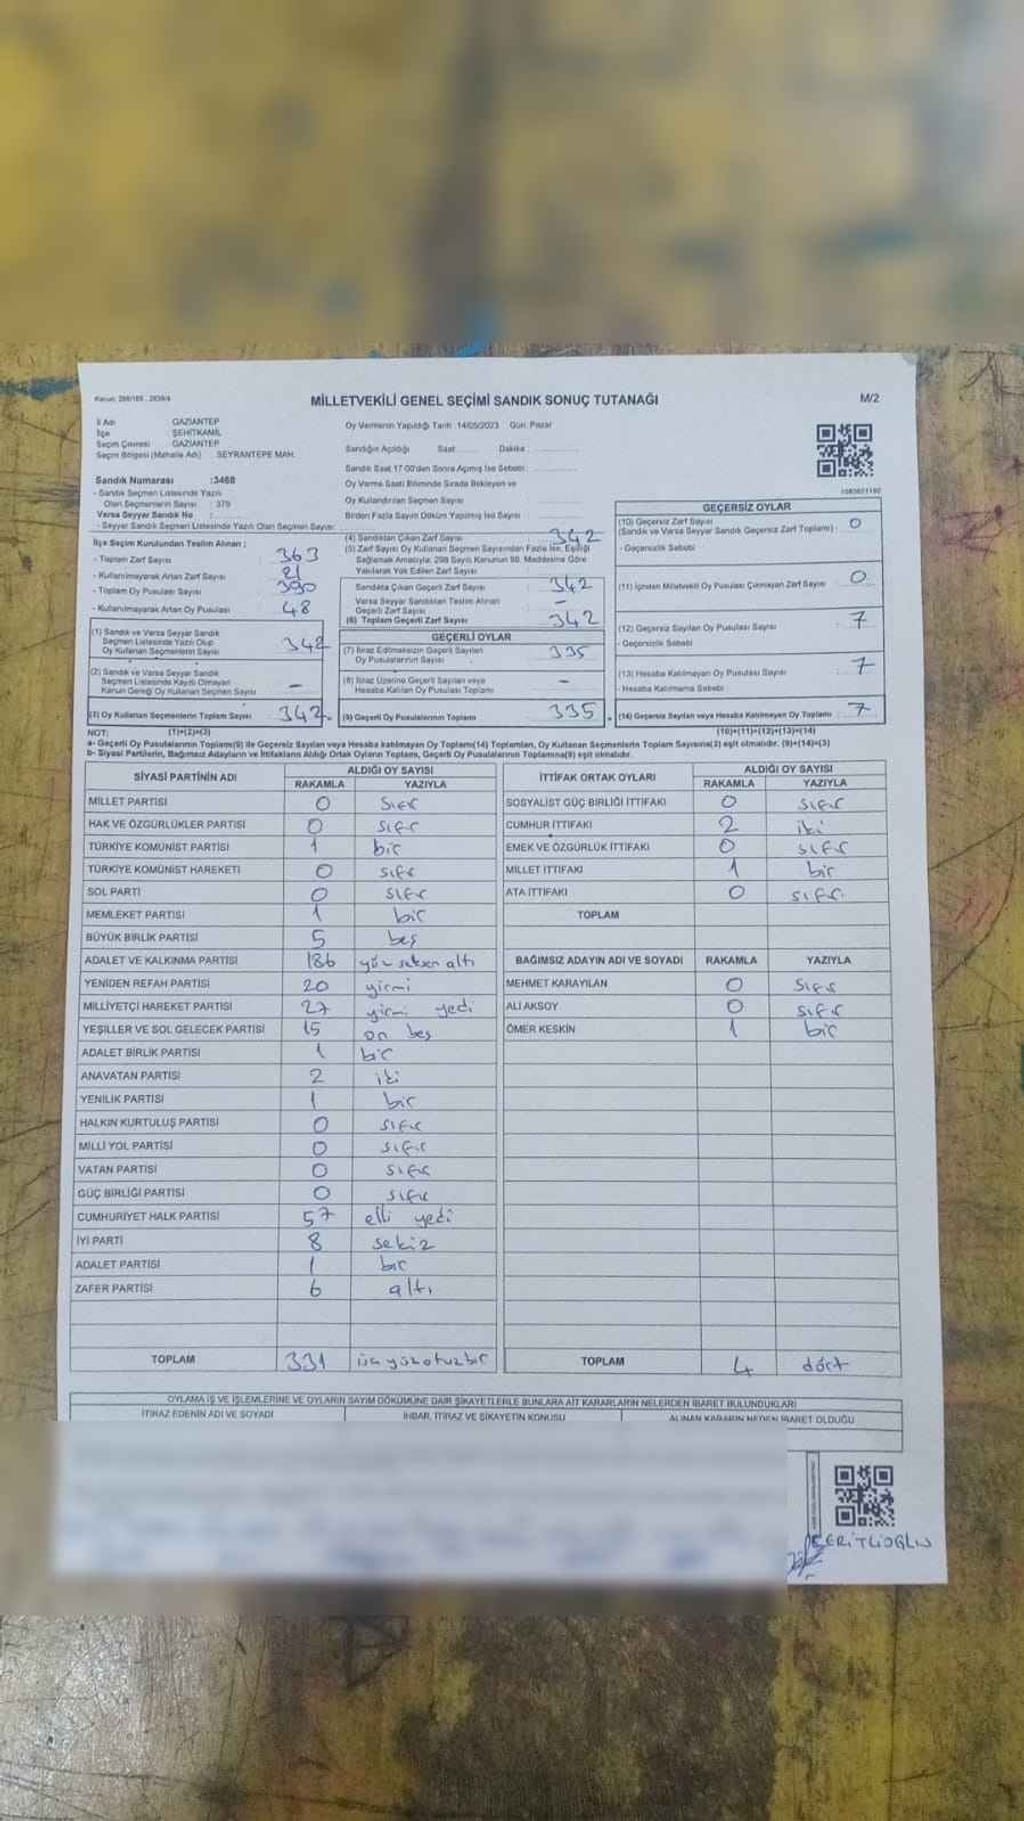 Kanun: 298/105 - 2839/4
MİLLETVEKİLİ GENEL SEÇİMİ SANDIK SONUÇ TUTANAĞI
M/2
İl Adı GAZİANTEP
İlçe ŞEHİTKAMİL
Seçim Çevresi GAZİANTEP
Seçim Bölgesi (Mahalle Adı) : SEYRANTEPE MAH.
Oy Vermenin Yapıldığı Tarih :14/05/2023 Gün: Pazar
Sandığın Açıldığı Saat Dakika
Sandık Saat 17:00'den Sonra Açılmış İse Sebebi
Oy Verme Saati Bitiminde Sırada Bekleyen ve
Oy Kullandırılan Seçmen Sayısı
Birden Fazla Sayım Döküm Yapılmış İse Sayısı
Sandık Numarası :3468
- Sandık Seçmen Listesinde Yazılı
Olan Seçmenlerin Sayısı : 379
Varsa Seyyar Sandık No :
- Seyyar Sandık Seçmen Listesinde Yazılı Olan Seçmen Sayısı:
İlçe Seçim Kurulundan Teslim Alınan ;
- Toplam Zarf Sayısı 363
- Kullanılmayarak Artan Zarf Sayısı 21
- Toplam Oy Pusulası Sayısı 390
- Kullanılmayarak Artan Oy Pusulası 48
(1) Sandık ve Varsa Seyyar Sandık
Seçmen Listesinde Yazılı Olup
Oy Kullanan Seçmenlerin Sayısı 342
(2) Sandık ve Varsa Seyyar Sandık
Seçmen Listesinde Kayıtlı Olmayan
Kanun Gereği Oy Kullanan Seçmen Sayısı -
(3) Oy Kullanan Seçmenlerin Toplam Sayısı 342
(4) Sandıktan Çıkan Zarf Sayısı 342
(5) Zarf Sayısı Oy Kullanan Seçmen Sayısından Fazla İse, Eşitliği
Sağlamak Amacıyla; 298 Sayılı Kanunun 98. Maddesine Göre
Yakılarak Yok Edilen Zarf Sayısı
Sandıkta Çıkan Geçerli Zarf Sayısı 342
Varsa Seyyar Sandıktan Teslim Alınan
Geçerli Zarf Sayısı -
(6) Toplam Geçerli Zarf Sayısı 342
GEÇERLİ OYLAR
(7) İtiraz Edilmeksizin Geçerli Sayılan
Oy Pusulalarının Sayısı 335
(8) İtiraz Üzerine Geçerli Sayılan veya
Hesaba Katılan Oy Pusulası Toplamı -
(9) Geçerli Oy Pusulalarının Toplamı 335
GEÇERSİZ OYLAR
(10) Geçersiz Zarf Sayısı
(Sandık ve Varsa Seyyar Sandık Geçersiz Zarf Toplamı) : 0
- Geçersizlik Sebebi
(11) İçinden Milletvekili Oy Pusulası Çıkmayan Zarf Sayısı 0
(12) Geçersiz Sayılan Oy Pusulası Sayısı 7
- Geçersizlik Sebebi
(13) Hesaba Katılmayan Oy Pusulası Sayısı 7
- Hesaba Katılmama Sebebi
(14) Geçersiz Sayılan veya Hesaba Katılmayan Oy Toplamı 7
NOT: (1)+(2)=(3) (10)+(11)+(12)+(13)=(14)
a- Geçerli Oy Pusulalarının Toplamı(9) ile Geçersiz Sayılan veya Hesaba katılmayan Oy Toplamı(14) Toplamları, Oy Kullanan Seçmenlerin Toplam Sayısına(3) eşit olmalıdır. (9)+(14)=(3)
b- Siyasi Partilerin, Bağımsız Adayların ve İttifakların Aldığı Ortak Oyların Toplamı, Geçerli Oy Pusulalarının Toplamına(9) eşit olmalıdır.
SİYASİ PARTİNİN ADI ALDIĞI OY SAYISI
RAKAMLA YAZIYLA
MİLLET PARTİSİ 0 sıfır
HAK VE ÖZGÜRLÜKLER PARTİSİ 0 sıfır
TÜRKİYE KOMÜNİST PARTİSİ 1 bir
TÜRKİYE KOMÜNİST HAREKETİ 0 sıfır
SOL PARTİ 0 sıfır
MEMLEKET PARTİSİ 1 bir
BÜYÜK BİRLİK PARTİSİ 5 beş
ADALET VE KALKINMA PARTİSİ 186 yüz seksen altı
YENİDEN REFAH PARTİSİ 20 yirmi
MİLLİYETÇİ HAREKET PARTİSİ 27 yirmi yedi
YEŞİLLER VE SOL GELECEK PARTİSİ 15 on beş
ADALET BİRLİK PARTİSİ 1 bir
ANAVATAN PARTİSİ 2 iki
YENİLİK PARTİSİ 1 bir
HALKIN KURTULUŞ PARTİSİ 0 sıfır
MİLLİ YOL PARTİSİ 0 sıfır
VATAN PARTİSİ 0 sıfır
GÜÇ BİRLİĞİ PARTİSİ 0 sıfır
CUMHURİYET HALK PARTİSİ 57 elli yedi
İYİ PARTİ 8 sekiz
ADALET PARTİSİ 1 bir
ZAFER PARTİSİ 6 altı
TOPLAM 331 üçyüzotuzbir
İTTİFAK ORTAK OYLARI ALDIĞI OY SAYISI
RAKAMLA YAZIYLA
SOSYALİST GÜÇ BİRLİĞİ İTTİFAKI 0 sıfır
CUMHUR İTTİFAKI 2 iki
EMEK VE ÖZGÜRLÜK İTTİFAKI 0 sıfır
MİLLET İTTİFAKI 1 bir
ATA İTTİFAKI 0 sıfır
TOPLAM
BAĞIMSIZ ADAYIN ADI VE SOYADI RAKAMLA YAZIYLA
MEHMET KARAYILAN 0 sıfır
ALİ AKSOY 0 sıfır
ÖMER KESKİN 1 bir
TOPLAM 4 dört
OYLAMA İŞ VE İŞLEMLERİNE VE OYLARIN SAYIM DÖKÜMÜNE DAİR ŞİKAYETLERLE BUNLARA AİT KARARLARIN NELERDEN İBARET BULUNDUKLARI
İTİRAZ EDENİN ADI VE SOYADI İHBAR, İTİRAZ VE ŞİKAYETİN KONUSU ALINAN KARARIN NEDEN İBARET OLDUĞU